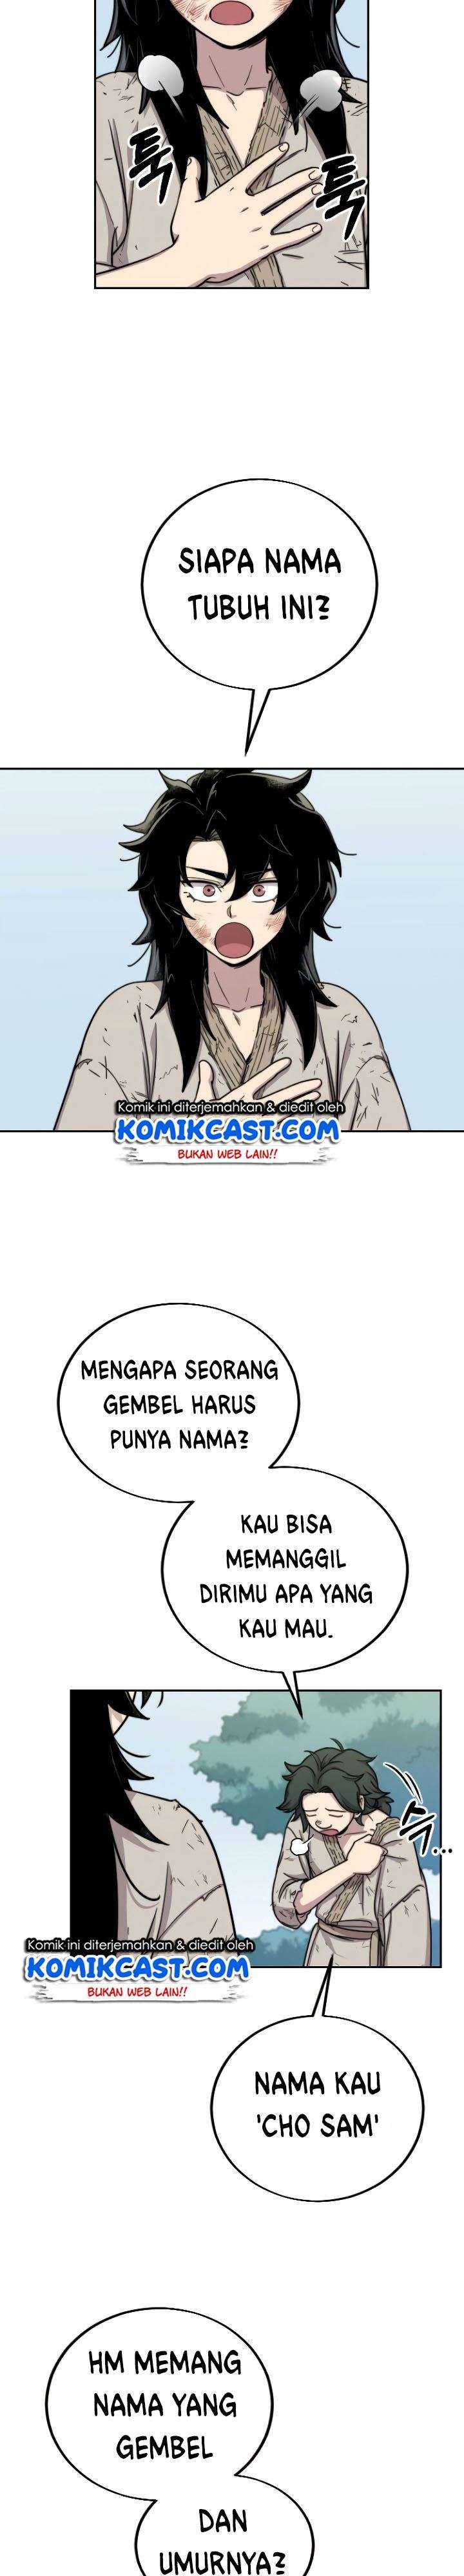 툭
툭
SIAPA NAMA
TUBUH INI?
Komik ini diterjemahkan & diedit oleh
KOMIKCAST.COM
BUKAN WEB LAIN!!
MENGAPA SEORANG
GEMBEL HARUS
PUNYA NAMA?
KAU BISA
MEMANGGIL
DIRIMU APA YANG
KAU MAU.
슥...
Komik ini diterjemahkan & diedit oleh
KOMIKCAST.COM
BUKAN WEB LAIN!!
NAMA KAU
'CHO SAM'
HM MEMANG
NAMA YANG
GEMBEL
DAN
UMURNYA?